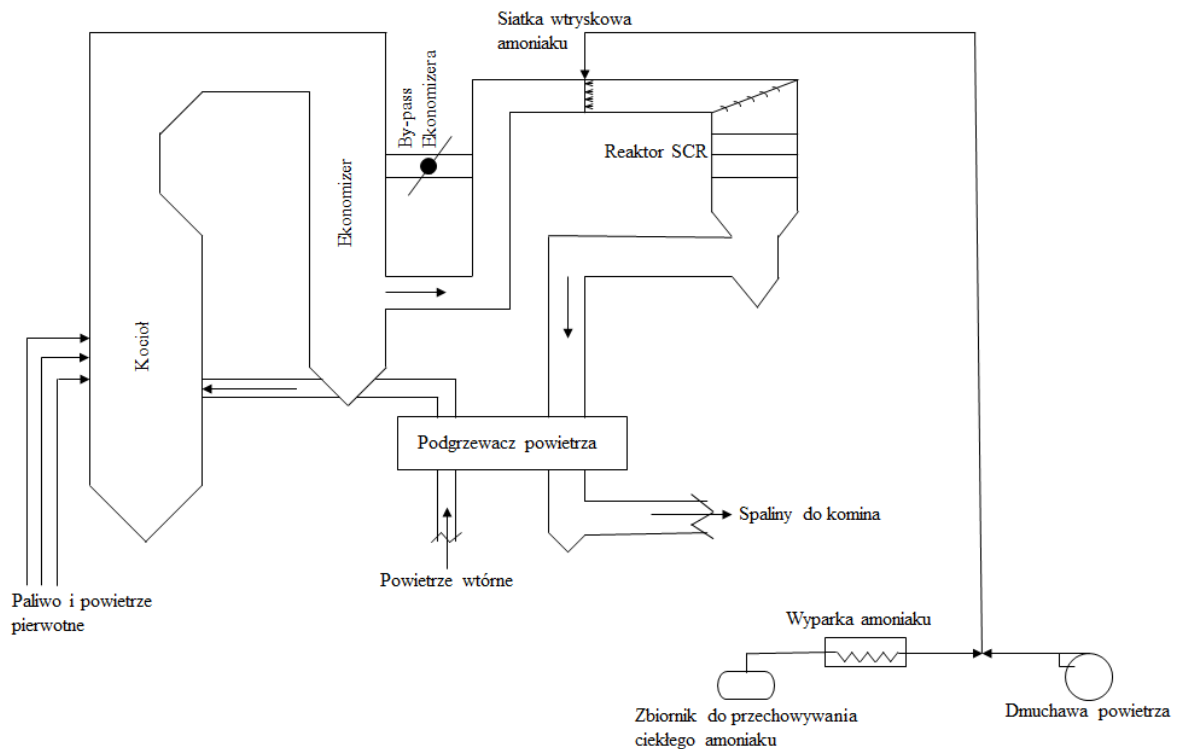 Siatka wtryskowa
amoniaku
By-pass
Ekonomizera
Reaktor SCR
Ekonomizer
Kocioł
Podgrzewacz powietrza
Spaliny do komina
Powietrze wtórne
Paliwo i powietrze
pierwotne
Wyparka amoniaku
Zbiornik do przechowywania
ciekłego amoniaku
Dmuchawa powietrza